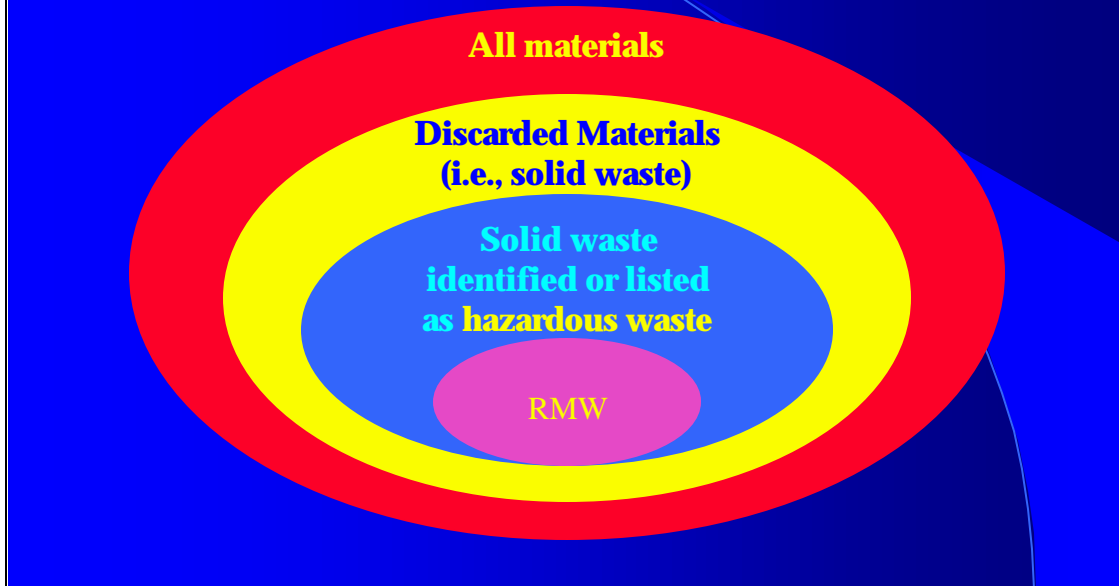 All materials
Discarded Materials
(i.e., solid waste)
Solid waste
identified or listed
as hazardous waste
RMW